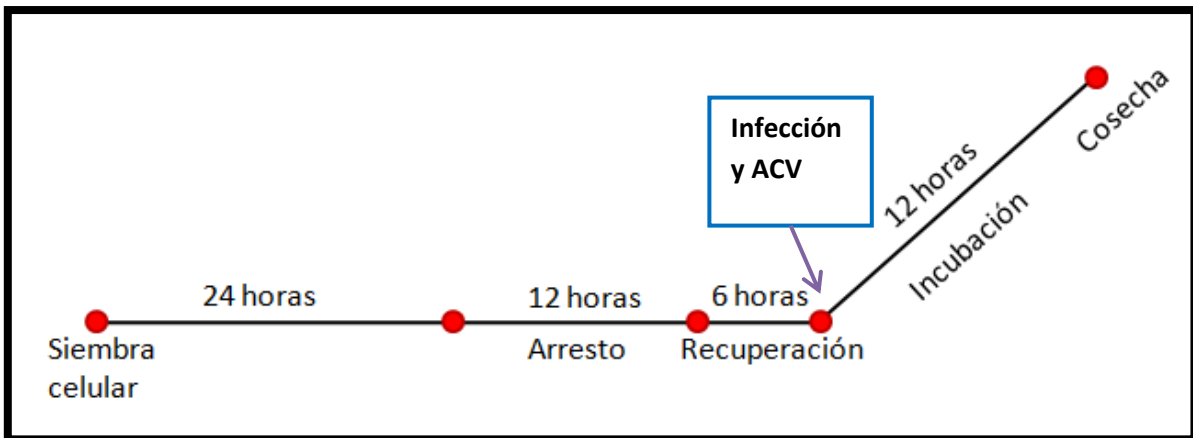 Infección
y ACV
24 horas
12 horas
6 horas
12 horas
Incubación
Cosecha
Siembra
celular
Arresto
Recuperación